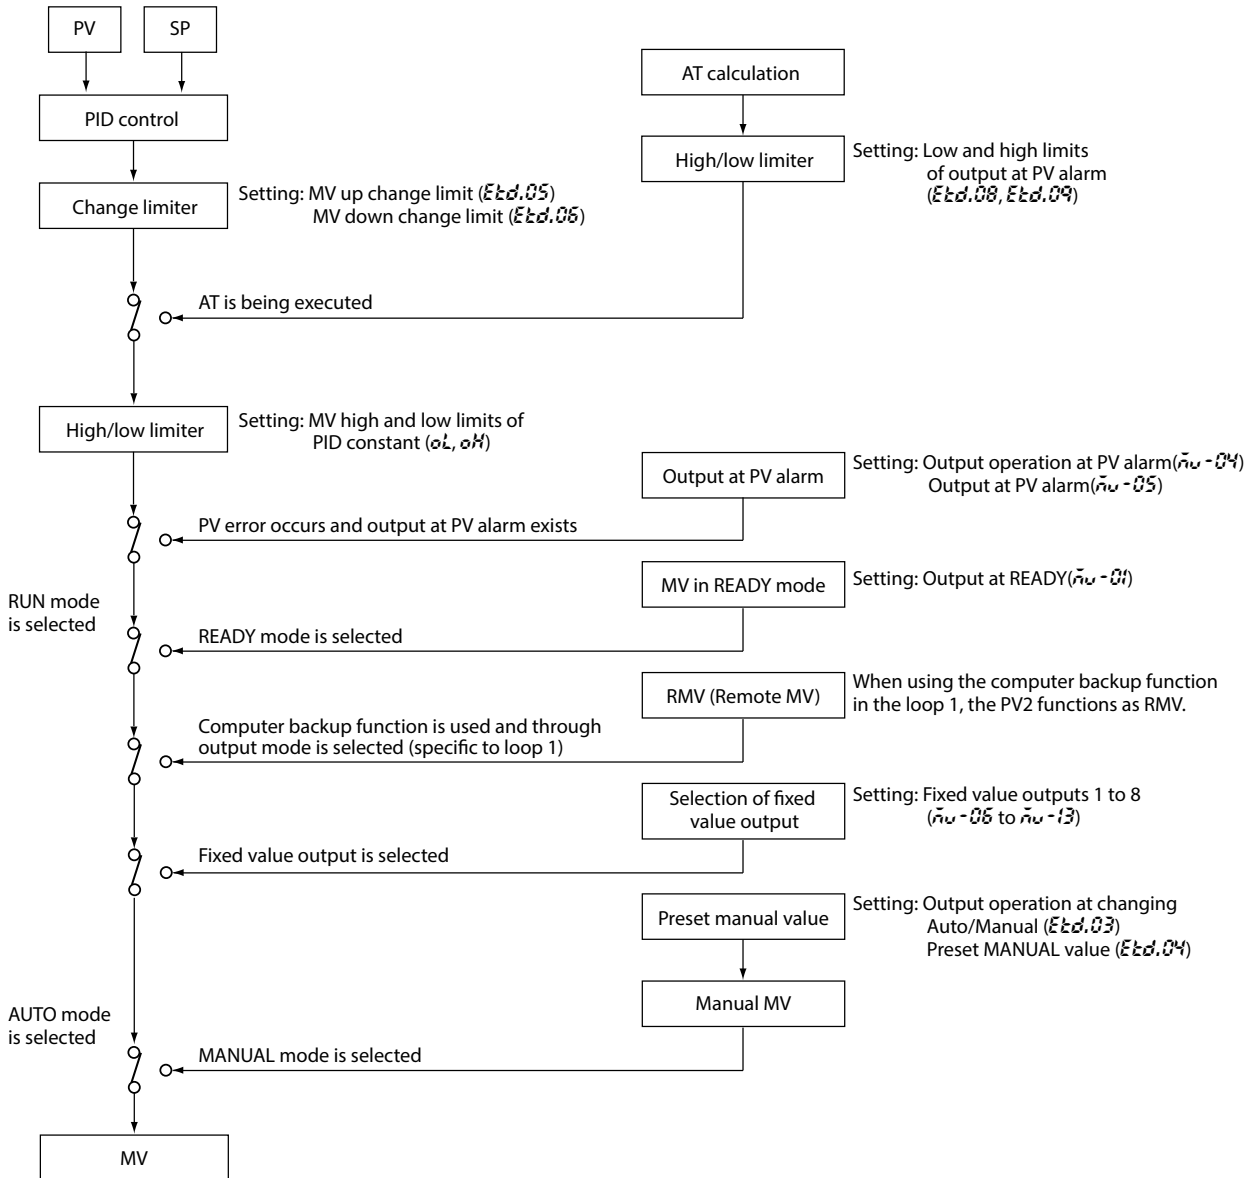 PV
SP
PID control
Change limiter
Setting: MV up change limit (Etd.05)
MV down change limit (Etd.06)
AT calculation
High/low limiter
Setting: Low and high limits
of output at PV alarm
(Etd.08, Etd.09)
AT is being executed
High/low limiter
Setting: MV high and low limits of
PID constant (oL, oH)
Output at PV alarm
Setting: Output operation at PV alarm(mv-04)
Output at PV alarm(mv-05)
PV error occurs and output at PV alarm exists
MV in READY mode
Setting: Output at READY(mv-01)
RUN mode
is selected
READY mode is selected
RMV (Remote MV)
When using the computer backup function
in the loop 1, the PV2 functions as RMV.
Computer backup function is used and through
output mode is selected (specific to loop 1)
Selection of fixed
value output
Setting: Fixed value outputs 1 to 8
(mv-06 to mv-13)
Fixed value output is selected
Preset manual value
Setting: Output operation at changing
Auto/Manual (Etd.03)
Preset MANUAL value (Etd.04)
Manual MV
AUTO mode
is selected
MANUAL mode is selected
MV